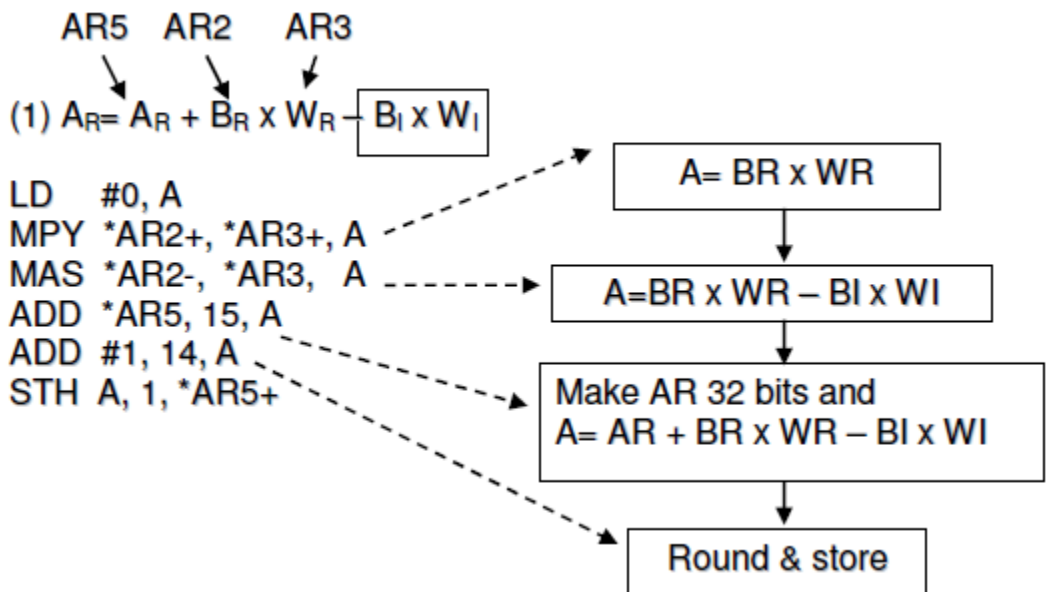 AR5 AR2 AR3
(1) AR= AR + BR x WR – BI x WI
LD #0, A
MPY *AR2+, *AR3+, A
MAS *AR2-, *AR3, A
ADD *AR5, 15, A
ADD #1, 14, A
STH A, 1, *AR5+
A= BR x WR
A=BR x WR – BI x WI
Make AR 32 bits and
A= AR + BR x WR – BI x WI
Round & store